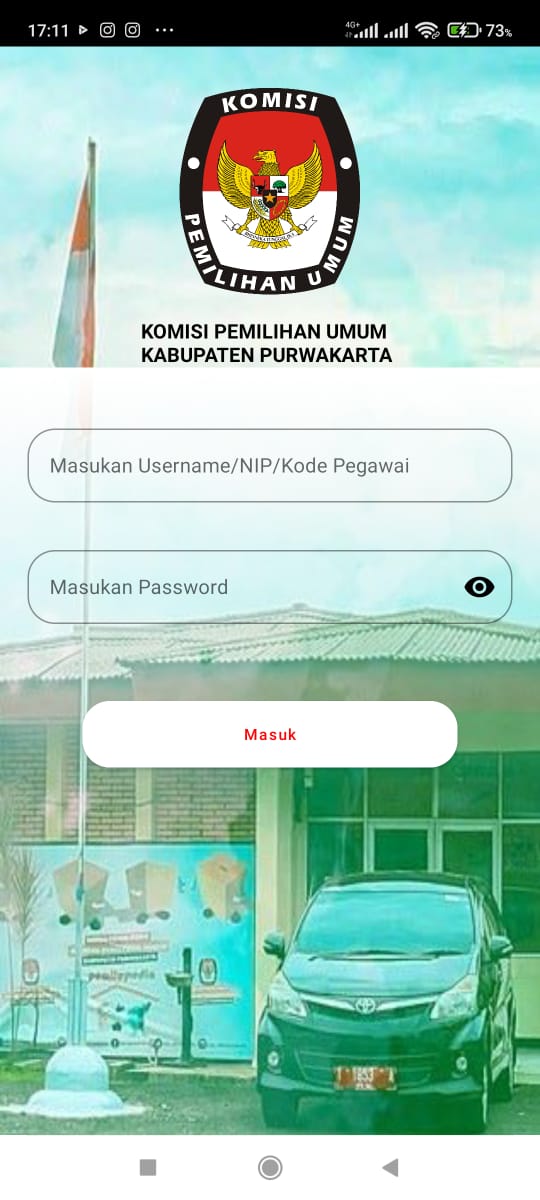 17:11
4G+
73%
KOMISI
PEMILIHAN UMUM
KOMISI PEMILIHAN UMUM
KABUPATEN PURWAKARTA
Masukan Username/NIP/Kode Pegawai
Masukan Password
Masuk